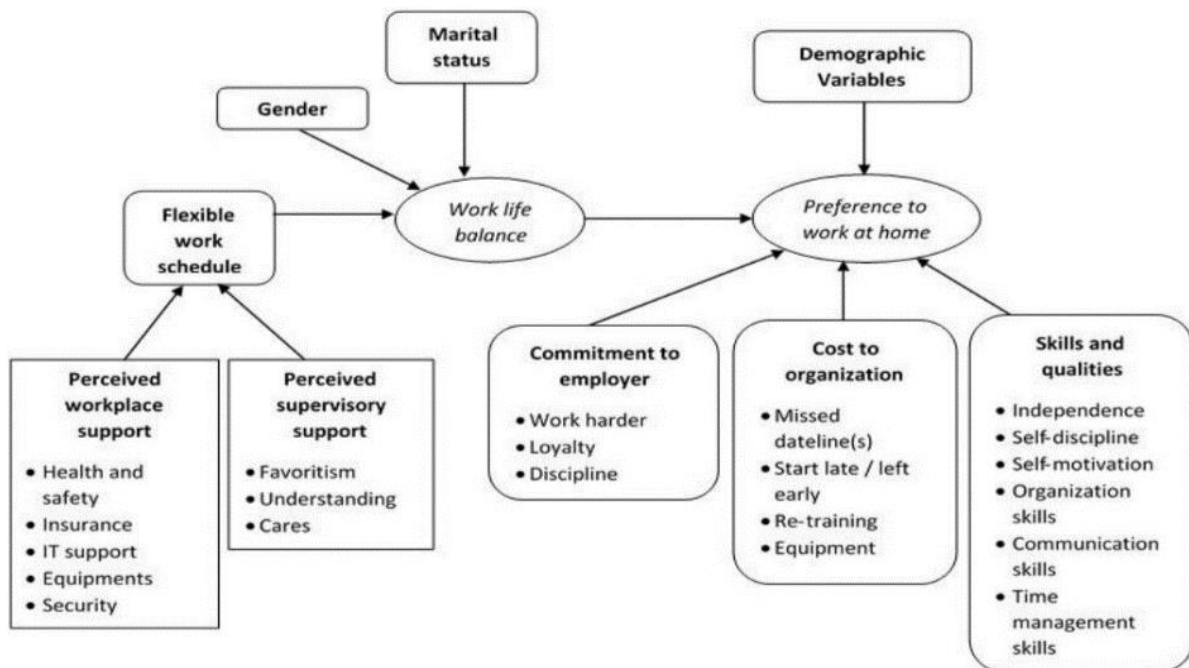 Marital
status
Demographic
Variables
Gender
Flexible
work
schedule
Work life
balance
Preference to
work at home
Perceived
workplace
support
• Health and
safety
• Insurance
• IT support
• Equipments
• Security
Perceived
supervisory
support
• Favoritism
• Understanding
• Cares
Commitment to
employer
• Work harder
• Loyalty
• Discipline
Cost to
organization
• Missed
dateline(s)
• Start late / left
early
• Re-training
• Equipment
Skills and
qualities
• Independence
• Self-discipline
• Self-motivation
• Organization
skills
• Communication
skills
• Time
management
skills